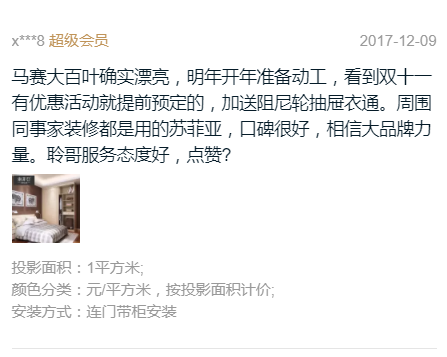 x***8 超级会员 2017-12-09
马赛大百叶确实漂亮，明年开年准备动工，看到双十一
有优惠活动就提前预定的，加送阻尼轮抽屉衣通。周围
同事家装修都是用的苏菲亚，口碑很好，相信大品牌力
量。聆哥服务态度好，点赞?
投影面积：1平方米;
颜色分类：元/平方米，按投影面积计价;
安装方式：连门带柜安装